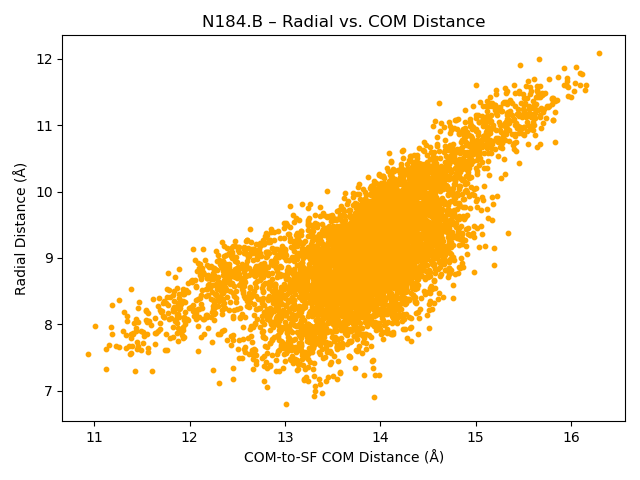 N184.B – Radial vs. COM Distance
Radial Distance (Å)
12
11
10
9
8
7
11 12 13 14 15 16
COM-to-SF COM Distance (Å)